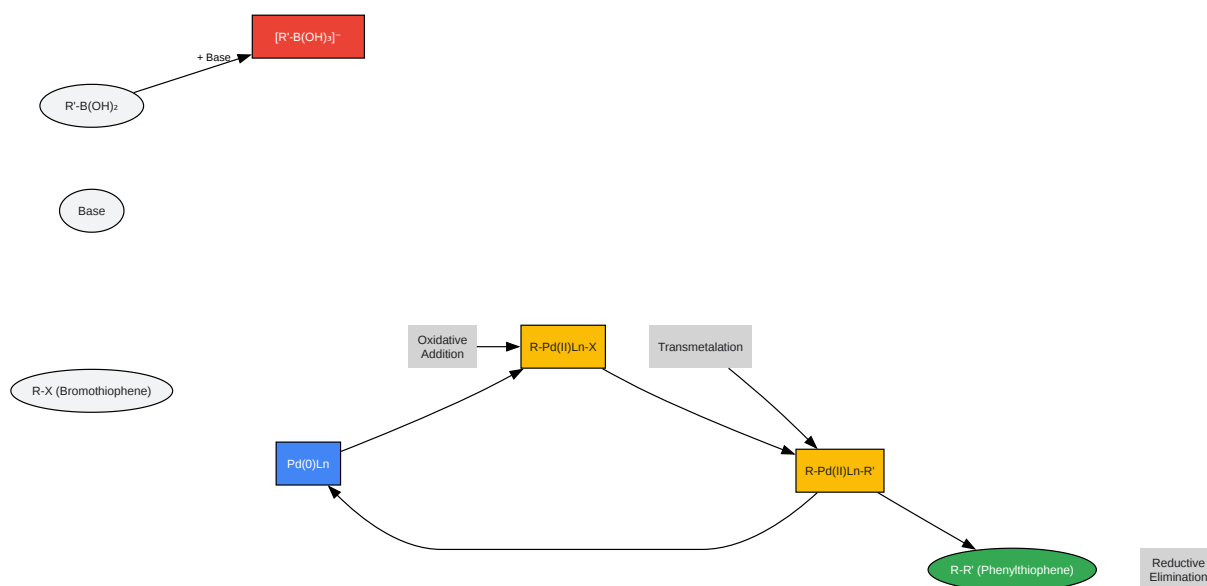 [R'-B(OH)₃]⁻
+ Base
R'-B(OH)₂
Base
Oxidative
Addition
R-Pd(II)Ln-X
Transmetalation
R-X (Bromothiophene)
Pd(0)Ln
R-Pd(II)Ln-R'
R-R' (Phenylthiophene)
Reductive
Elimination